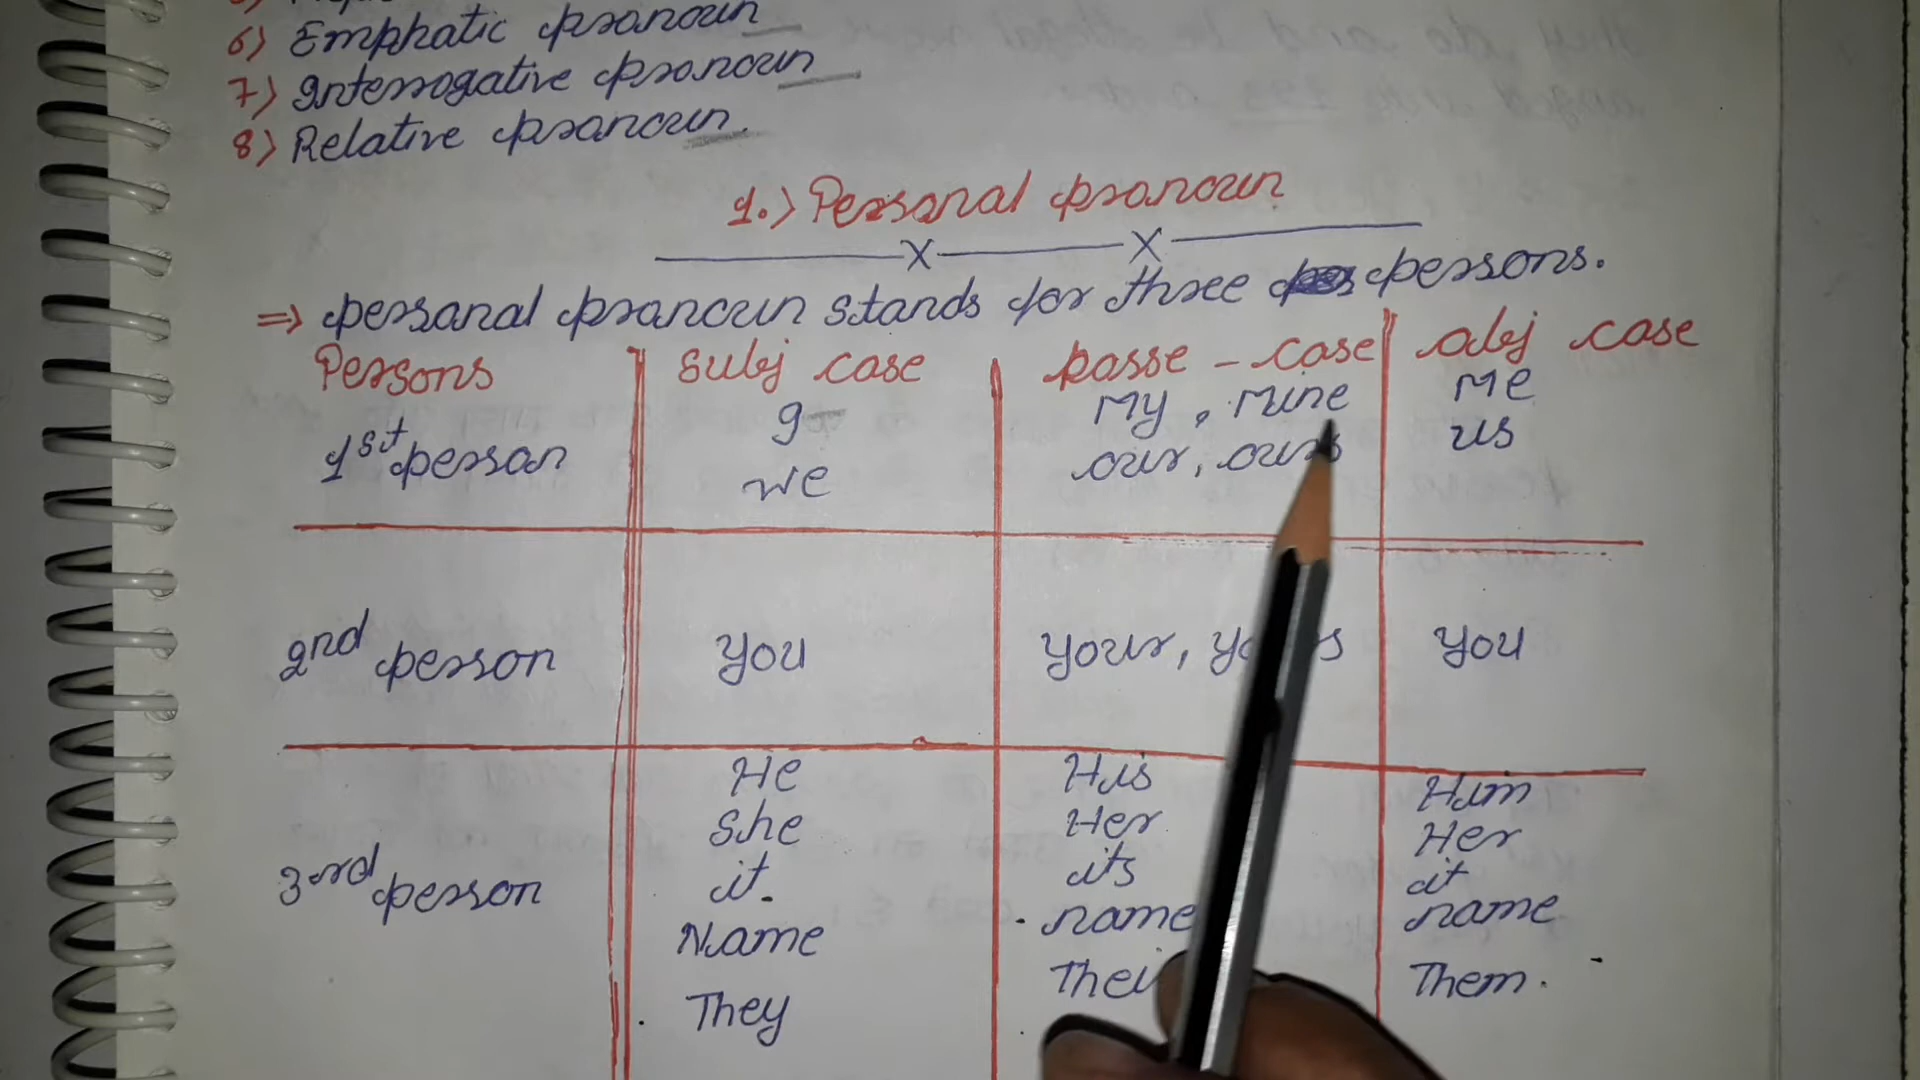 6) Emphatic pronoun
7) Interrogative pronoun
8) Relative pronoun.
1.) Personal pronoun
x x
⇒ personal pronoun stands for three persons.
Persons subj case posse - case obj case
1st person I My, Mine Me
we our, ours us
2nd person you your, yours you
3rd person He His Him
She Her Her
it. its it
Name name name
They Them.